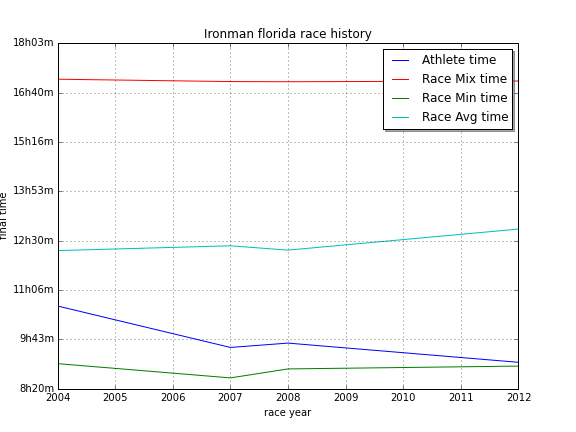 Ironman florida race history
18h03m
16h40m
15h16m
13h53m
12h30m
11h06m
9h43m
8h20m
final time
Athlete time
Race Mix time
Race Min time
Race Avg time
2004 2005 2006 2007 2008 2009 2010 2011 2012
race year